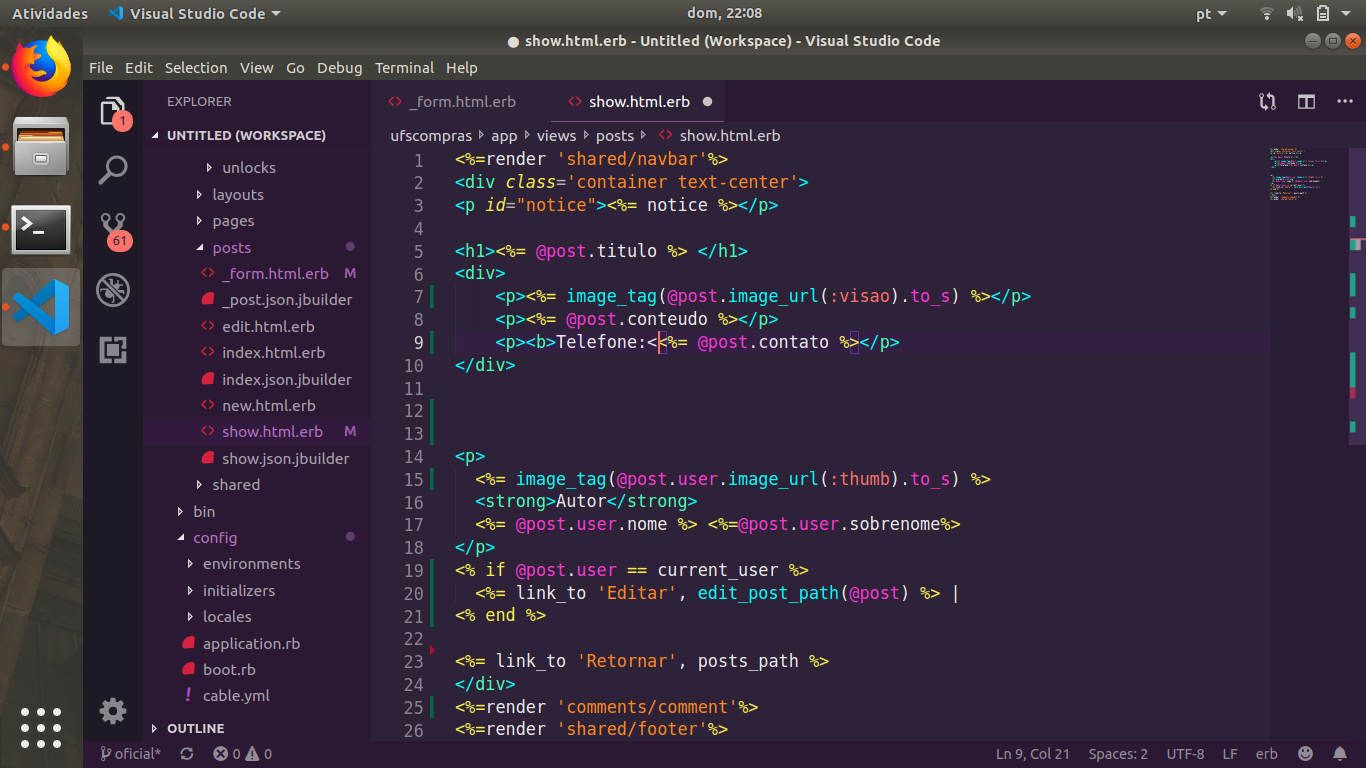 Atividades Visual Studio Code dom, 22:08 pt
● show.html.erb - Untitled (Workspace) - Visual Studio Code
File Edit Selection View Go Debug Terminal Help
EXPLORER
UNTITLED (WORKSPACE)
unlocks
layouts
pages
posts
_form.html.erb M
_post.json.jbuilder
edit.html.erb
index.html.erb
index.json.jbuilder
new.html.erb
show.html.erb M
show.json.jbuilder
shared
bin
config
environments
initializers
locales
application.rb
boot.rb
cable.yml
OUTLINE
1
61
_form.html.erb show.html.erb ●
ufscompras app views posts show.html.erb
1 <%=render 'shared/navbar'%>
2 <div class='container text-center'>
3 <p id="notice"><%= notice %></p>
4
5 <h1><%= @post.titulo %> </h1>
6 <div>
7     <p><%= image_tag(@post.image_url(:visao).to_s) %></p>
8     <p><%= @post.conteudo %></p>
9     <p><b>Telefone:<<%= @post.contato %></p>
10 </div>
11
12
13
14 <p>
15   <%= image_tag(@post.user.image_url(:thumb).to_s) %>
16   <strong>Autor</strong>
17   <%= @post.user.nome %> <%=@post.user.sobrenome%>
18 </p>
19 <% if @post.user == current_user %>
20   <%= link_to 'Editar', edit_post_path(@post) %> |
21 <% end %>
22
23 <%= link_to 'Retornar', posts_path %>
24 </div>
25 <%=render 'comments/comment'%>
26 <%=render 'shared/footer'%>
oficial* 0 0 Ln 9, Col 21 Spaces: 2 UTF-8 LF erb